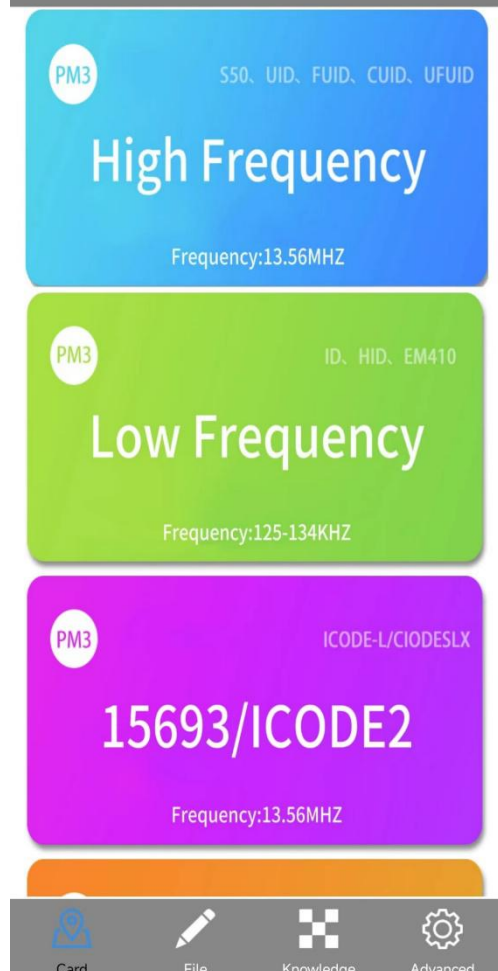 PM3
S50、UID、FUID、CUID、UFUID
High Frequency
Frequency:13.56MHZ
PM3
ID、HID、EM410
Low Frequency
Frequency:125-134KHZ
PM3
ICODE-L/CIODESLX
15693/ICODE2
Frequency:13.56MHZ
Card
File
Knowledge
Advanced